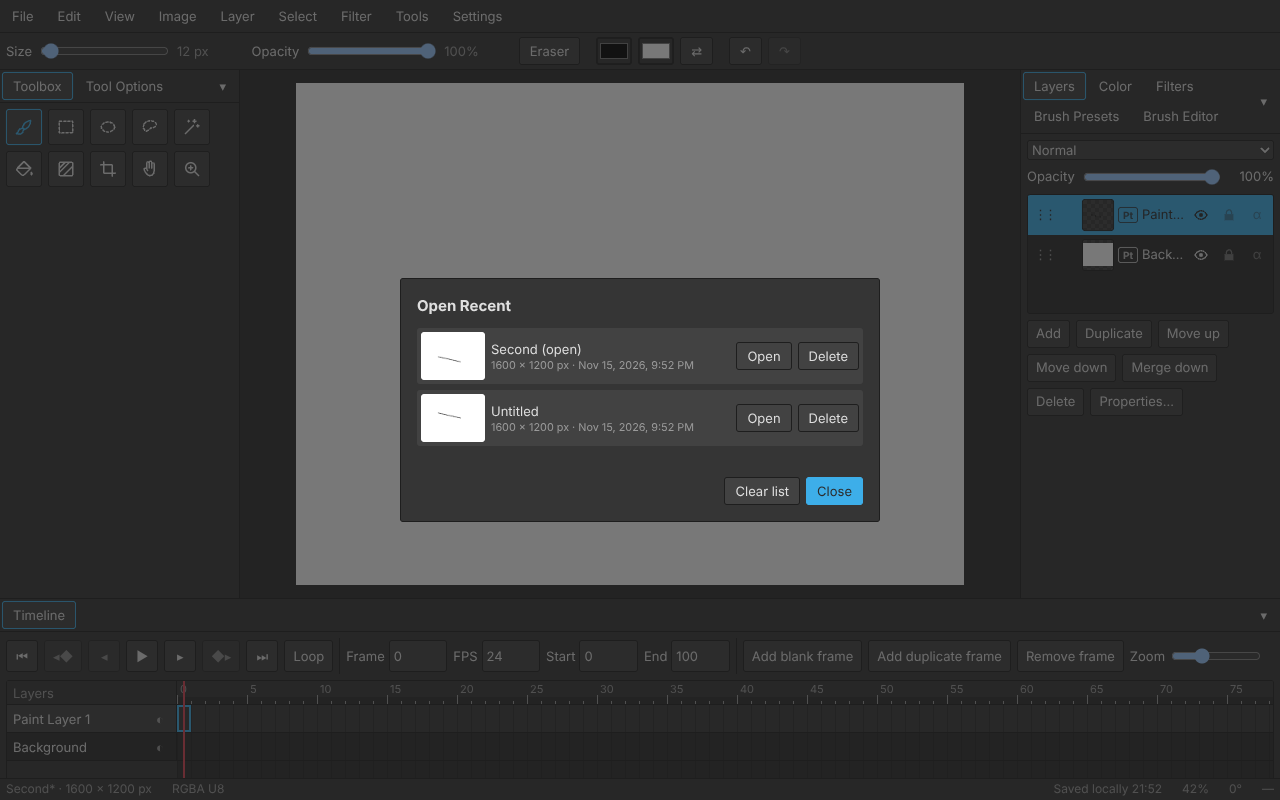 File Edit View Image Layer Select Filter Tools Settings
Size 12 px Opacity 100% Eraser
Toolbox Tool Options
Layers Color Filters
Brush Presets Brush Editor
Normal
Opacity 100%
Pt Paint...
Pt Back...
Add Duplicate Move up
Move down Merge down
Delete Properties...
Open Recent
Second (open)
1600 × 1200 px · Nov 15, 2026, 9:52 PM
Open Delete
Untitled
1600 × 1200 px · Nov 15, 2026, 9:52 PM
Open Delete
Clear list Close
Timeline
Loop Frame 0 FPS 24 Start 0 End 100 Add blank frame Add duplicate frame Remove frame Zoom
Layers 0 5 10 15 20 25 30 35 40 45 50 55 60 65 70 75
Paint Layer 1
Background
Second* · 1600 × 1200 px RGBA U8 Saved locally 21:52 42% 0° —